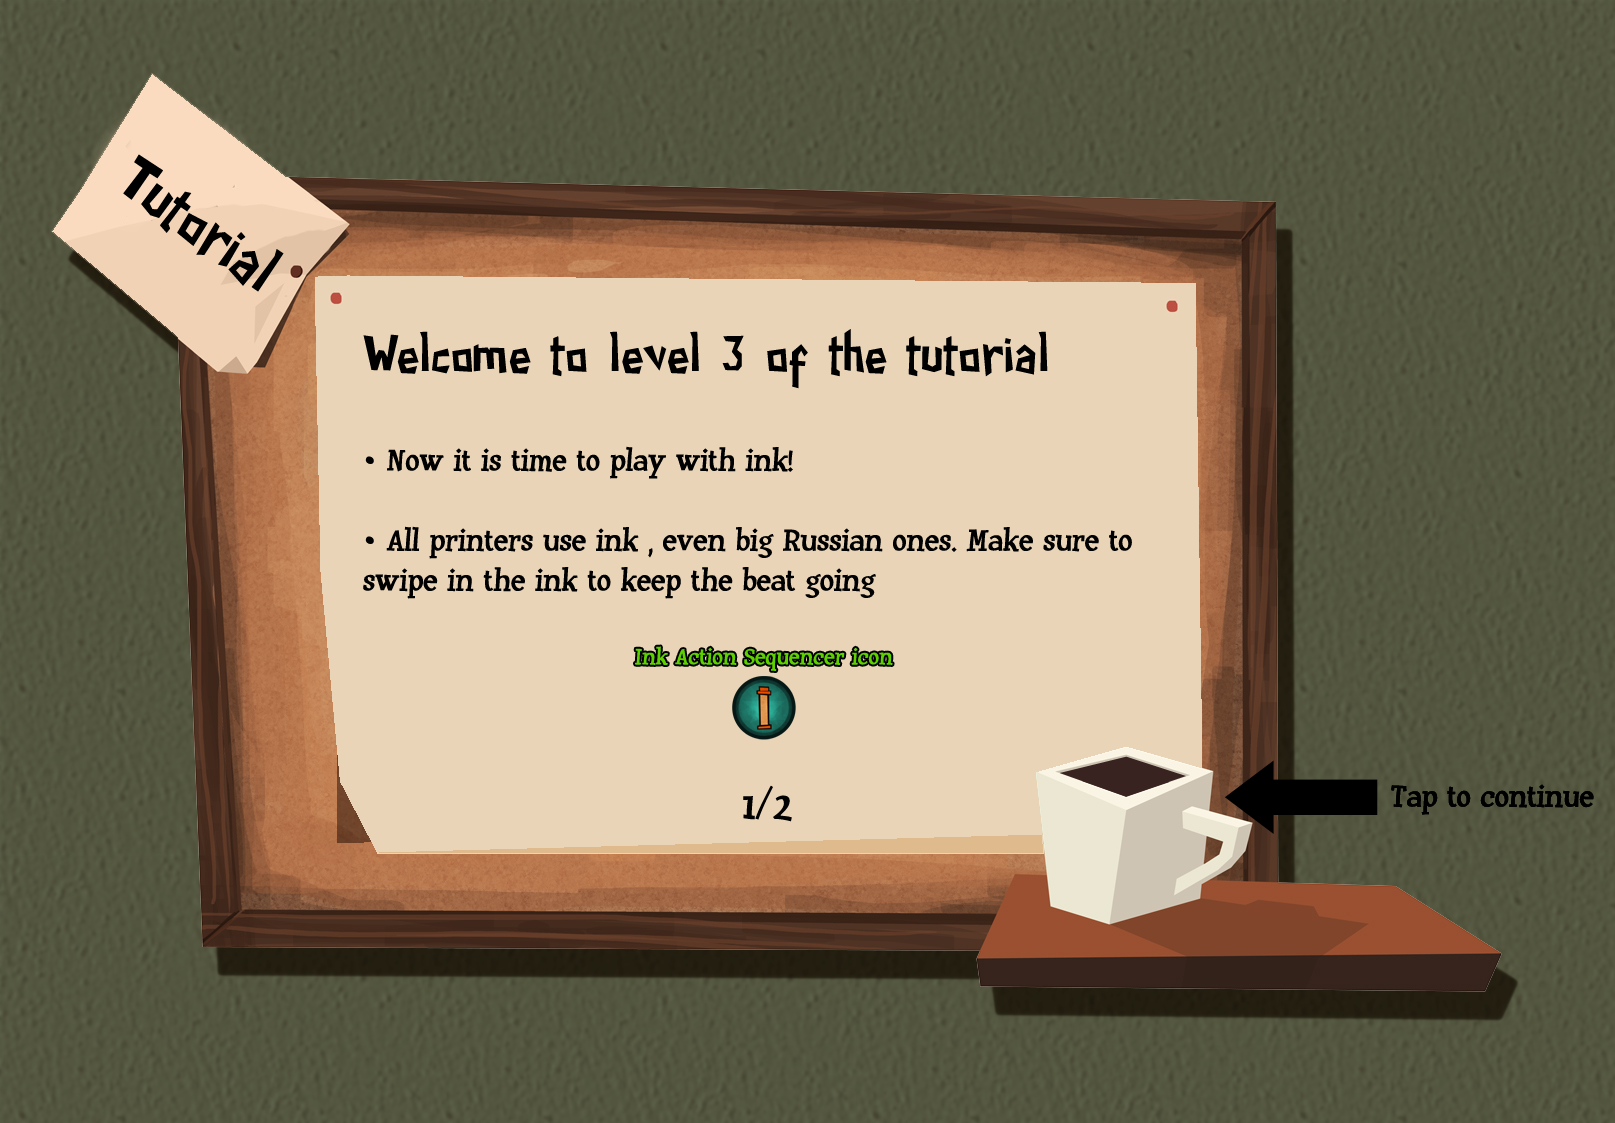 Tutorial
Welcome to level 3 of the tutorial
• Now it is time to play with ink!
• All printers use ink , even big Russian ones. Make sure to
swipe in the ink to keep the beat going
Ink Action Sequencer icon
1/2
Tap to continue